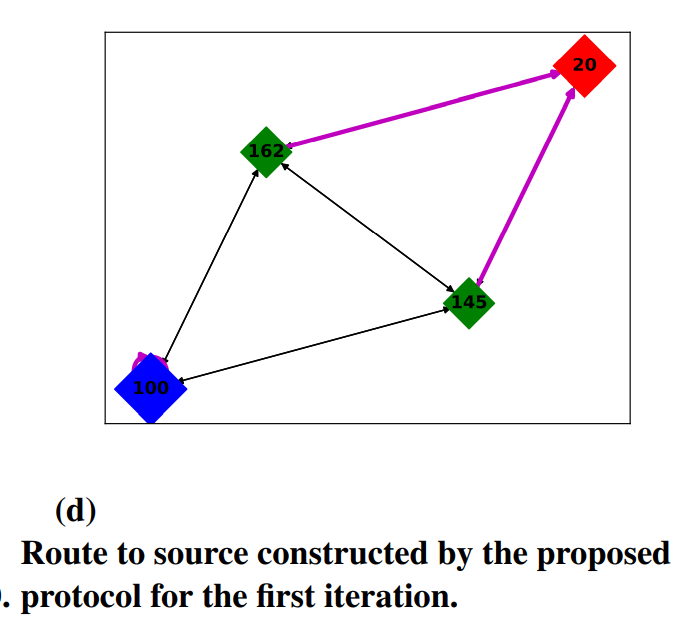 20
162
145
100
(d)
Route to source constructed by the proposed
). protocol for the first iteration.